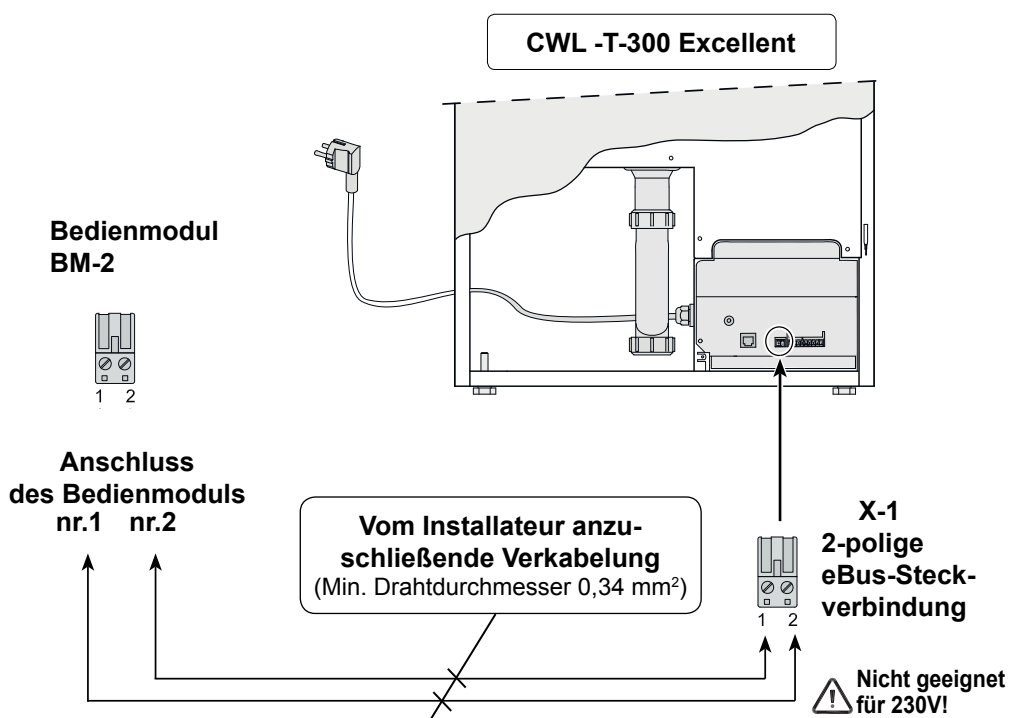 CWL -T-300 Excellent
Bedienmodul
BM-2
1 2
Anschluss
des Bedienmoduls
nr.1 nr.2
Vom Installateur anzu-
schließende Verkabelung
(Min. Drahtdurchmesser 0,34 mm²)
X-1
2-polige
eBus-Steck-
verbindung
1 2
Nicht geeignet
für 230V!